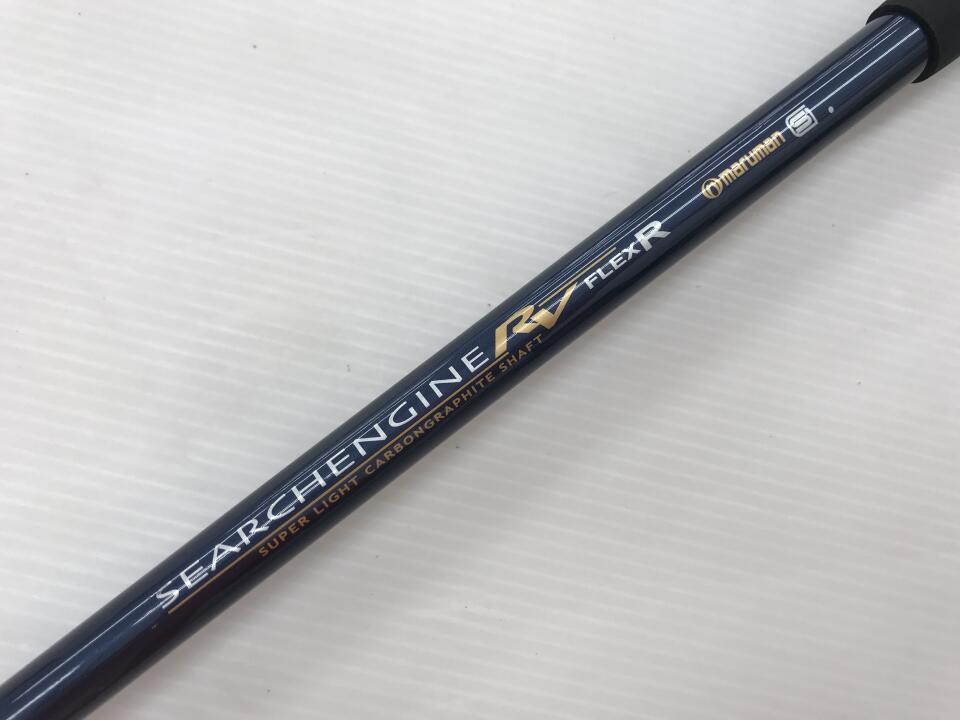 SEARCHENGINE RV FLEX R
SUPER LIGHT CARBONGRAPHITE SHAFT
maruman S